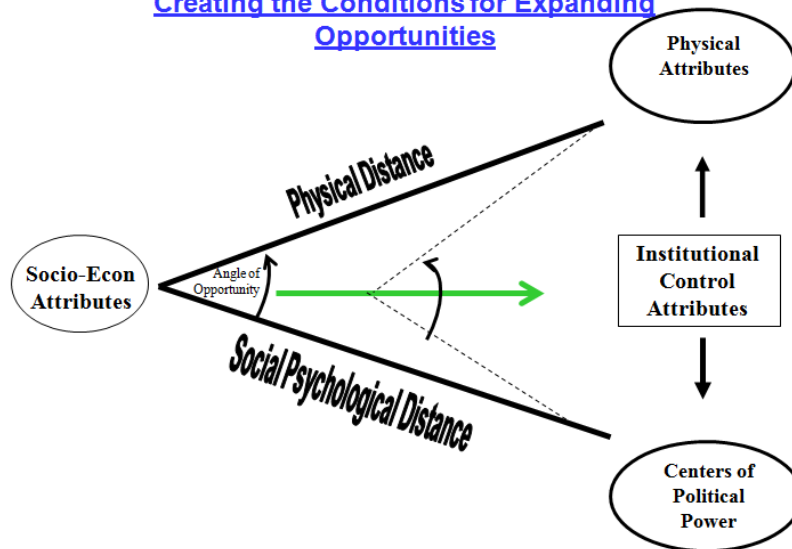 Creating the Conditions for Expanding
Opportunities
Physical
Attributes
Physical Distance
Socio-Econ
Attributes
Angle of
Opportunity
Institutional
Control
Attributes
Social Psychological Distance
Centers of
Political
Power